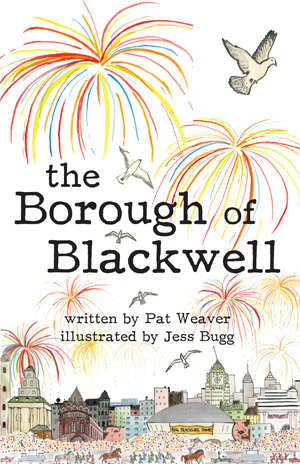 the
Borough of
Blackwell
written by Pat Weaver
illustrated by Jess Bugg